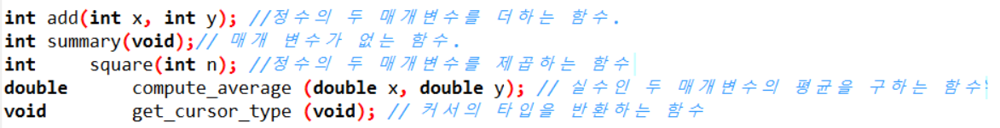 int add(int x, int y); //정수의 두 매개변수를 더하는 함수.
int summary(void);// 매개 변수가 없는 함수.
int square(int n); //정수의 두 매개변수를 제곱하는 함수
double compute_average (double x, double y); // 실수인 두 매개변수의 평균을 구하는 함수
void get_cursor_type (void); // 커서의 타입을 반환하는 함수